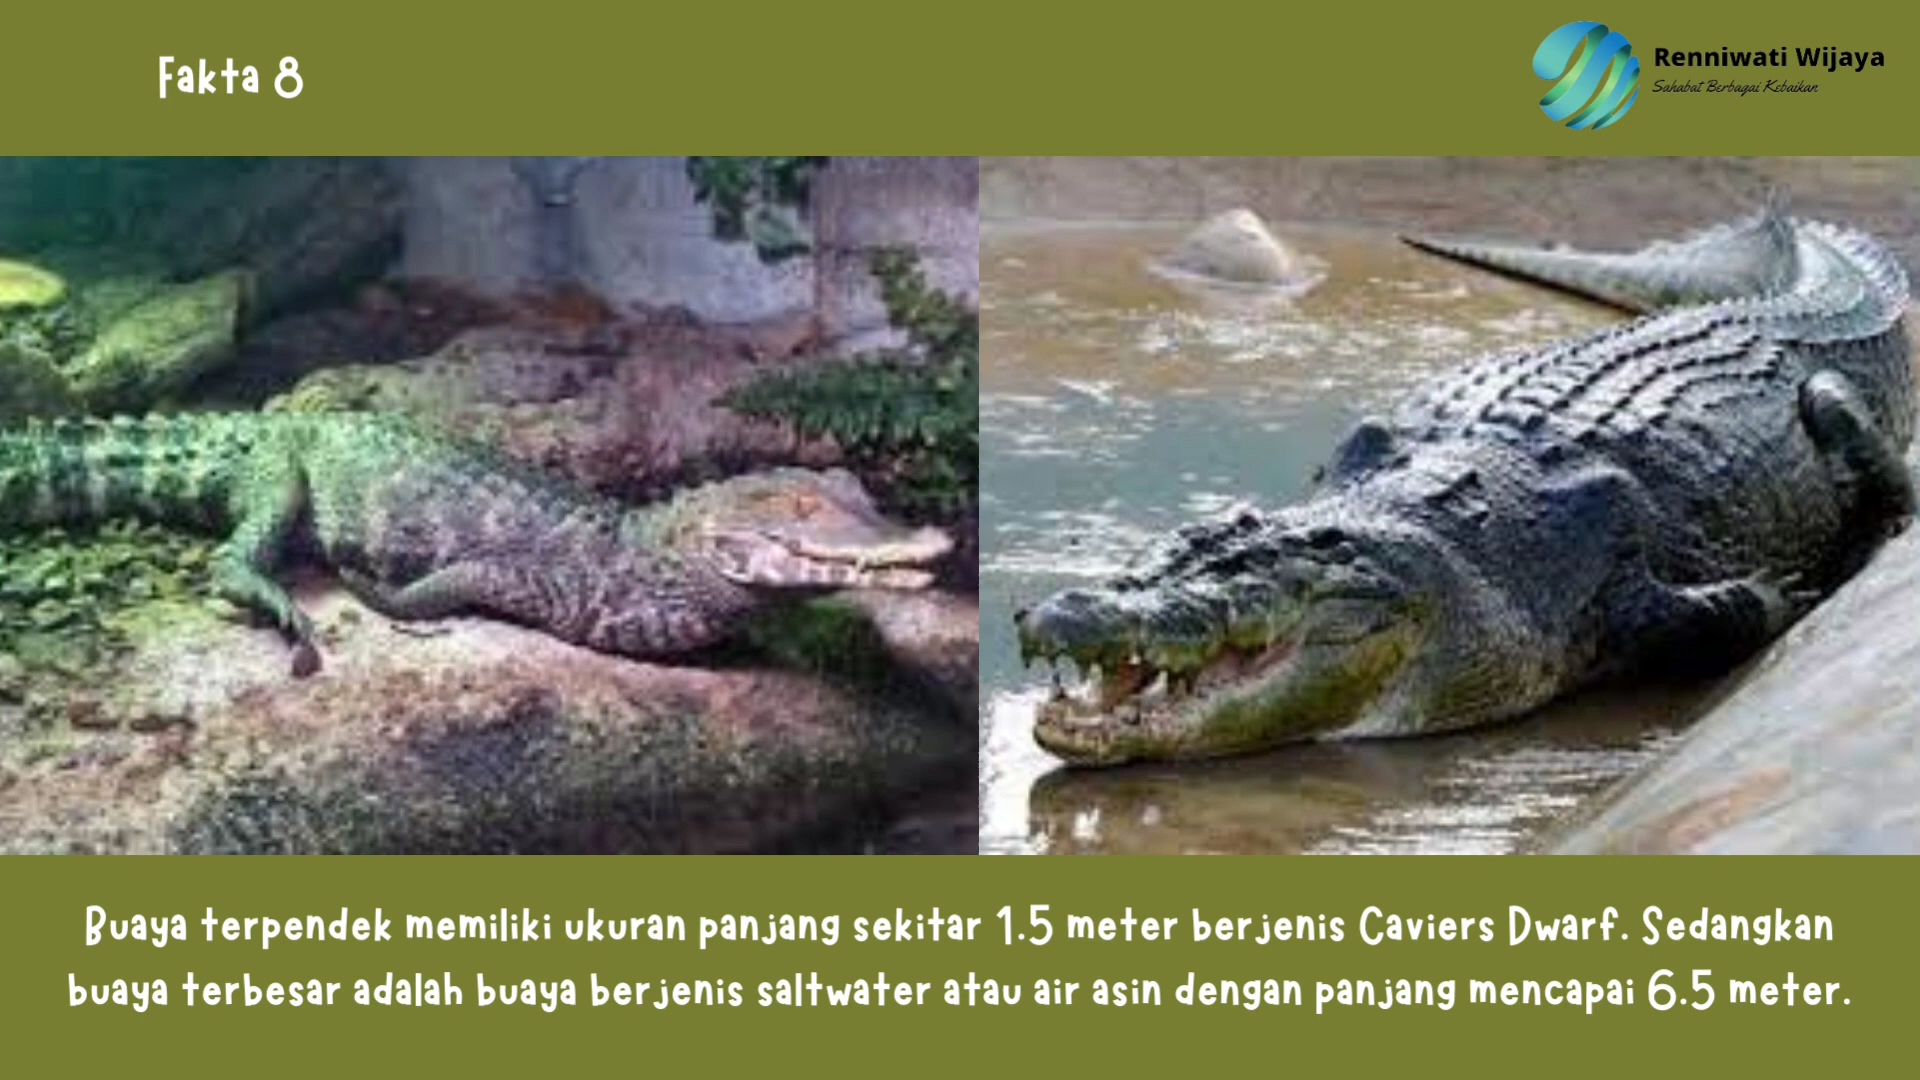 Fakta 8
Renniwati Wijaya
Sahabat Berbagai Kebaikan
Buaya terpendek memiliki ukuran panjang sekitar 1.5 meter berjenis Caviers Dwarf. Sedangkan
buaya terbesar adalah buaya berjenis saltwater atau air asin dengan panjang mencapai 6.5 meter.